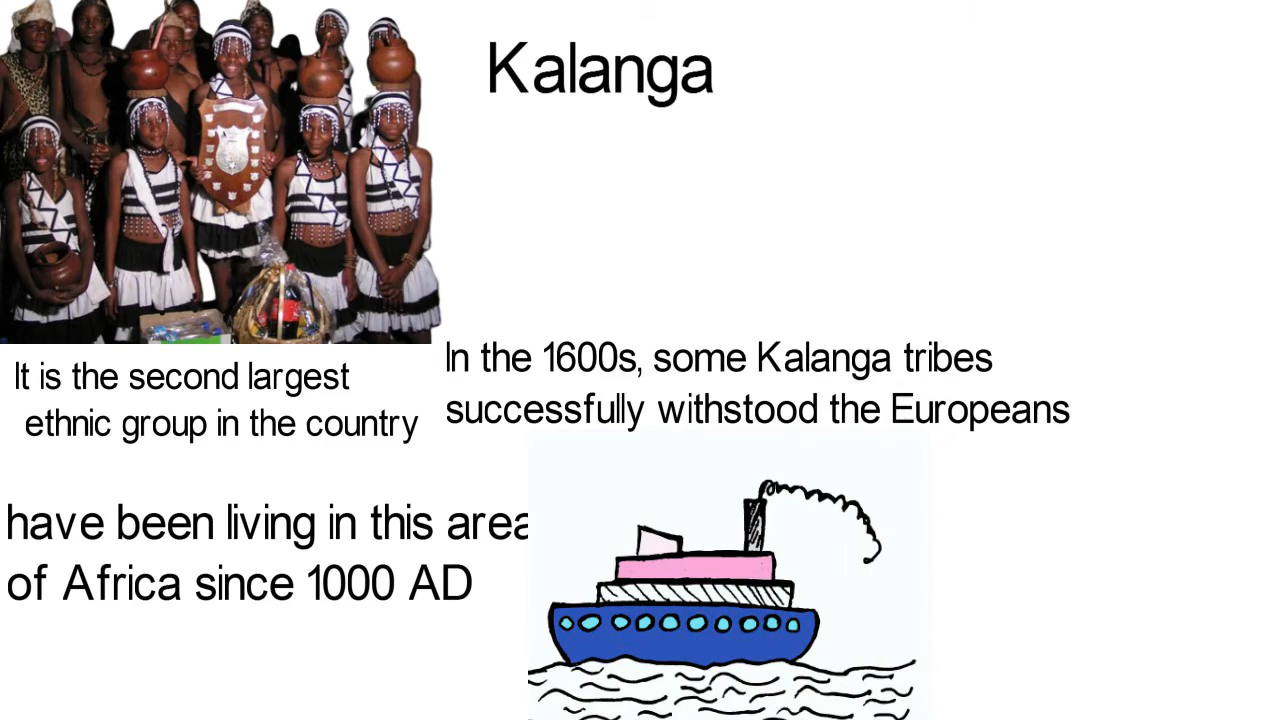 Kalanga
It is the second largest
ethnic group in the country
In the 1600s, some Kalanga tribes
successfully withstood the Europeans
have been living in this area
of Africa since 1000 AD